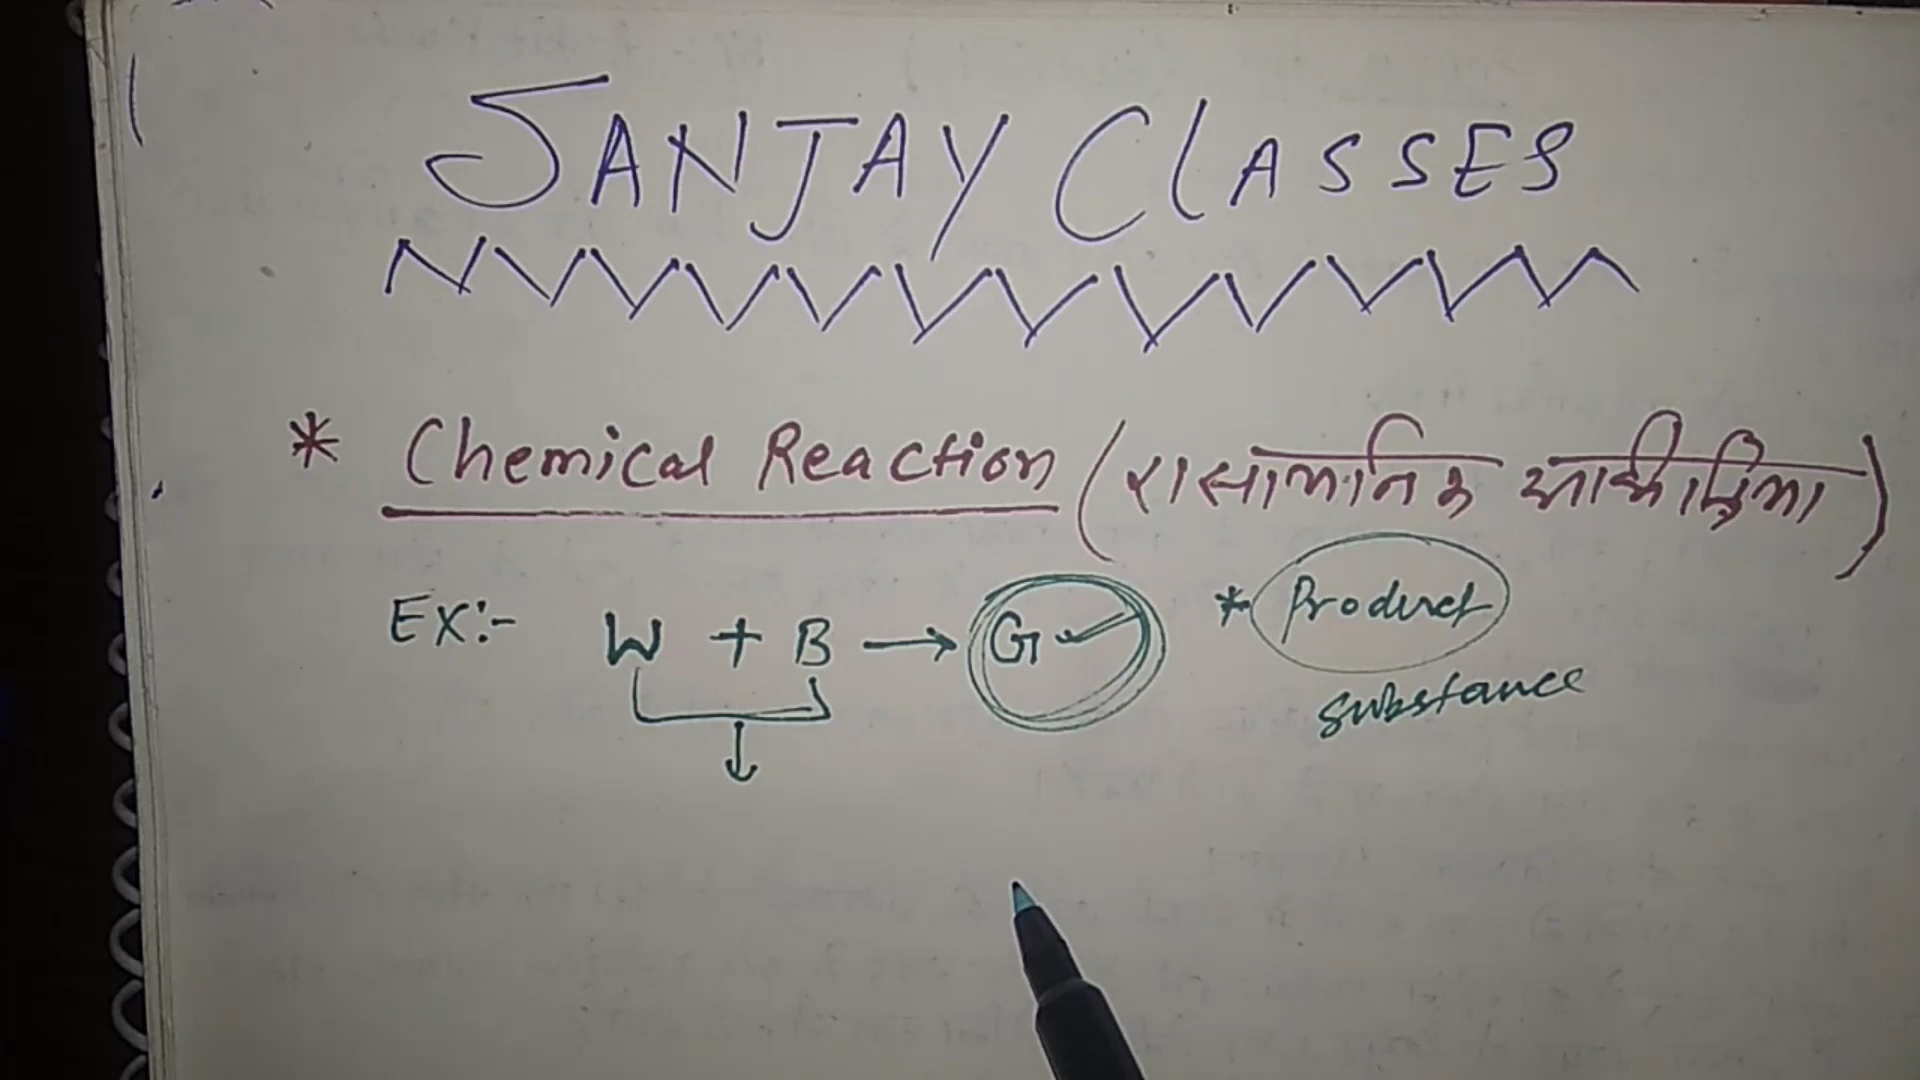 SANJAY ClASSES
* Chemical Reaction (रासायनिक अभीक्रिया)
Ex:- W + B → G ✓ * Product
substance
↓